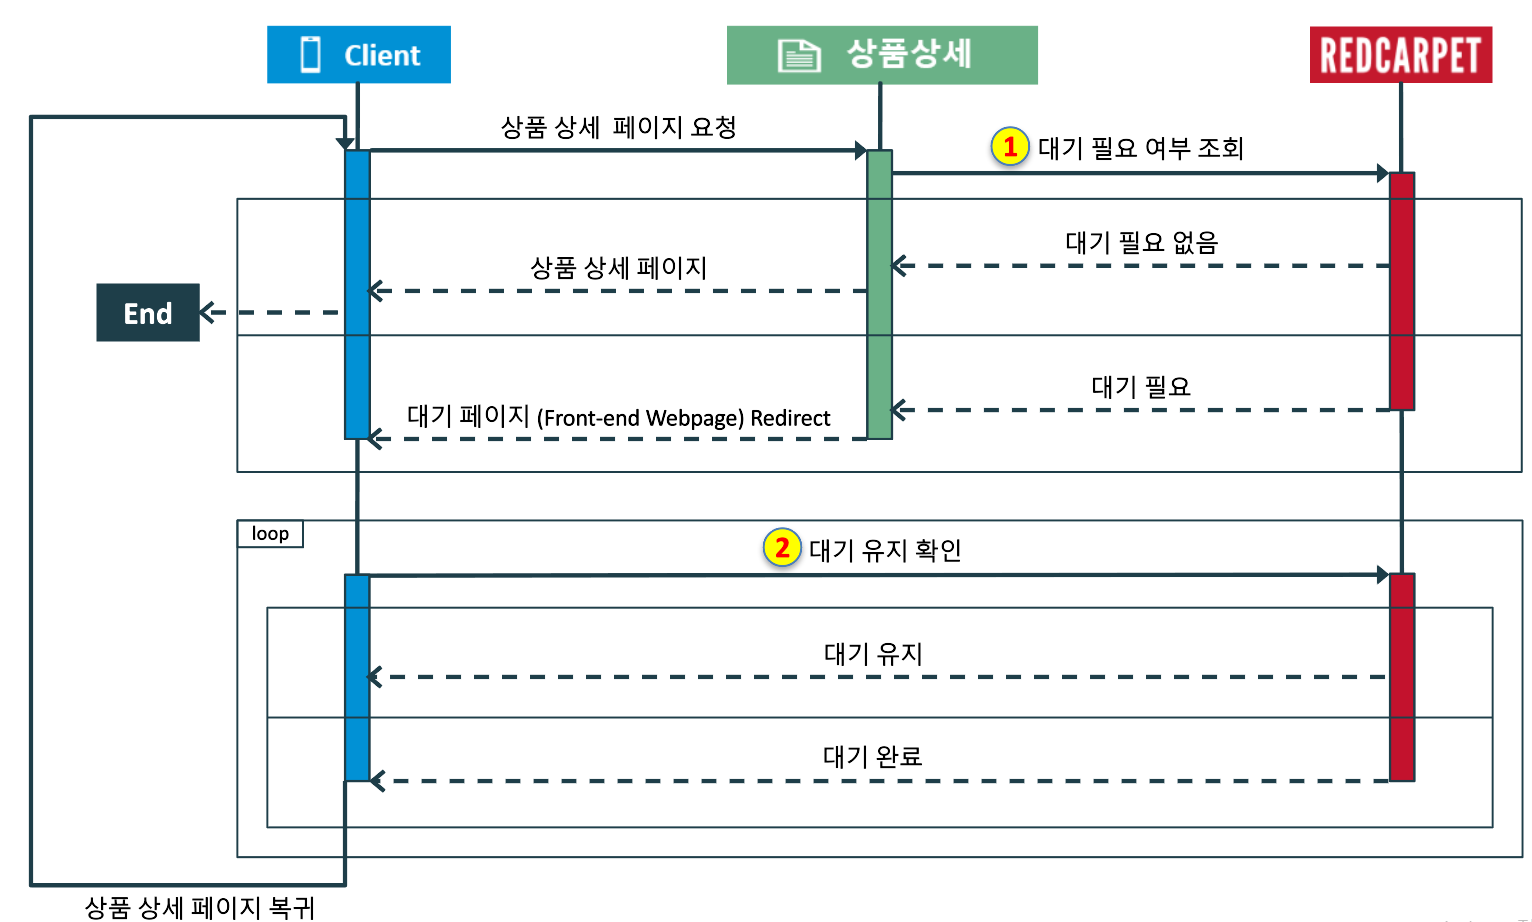 Client
상품상세
REDCARPET
상품 상세 페이지 요청
1 대기 필요 여부 조회
대기 필요 없음
상품 상세 페이지
End
대기 필요
대기 페이지 (Front-end Webpage) Redirect
loop
2 대기 유지 확인
대기 유지
대기 완료
상품 상세 페이지 복귀